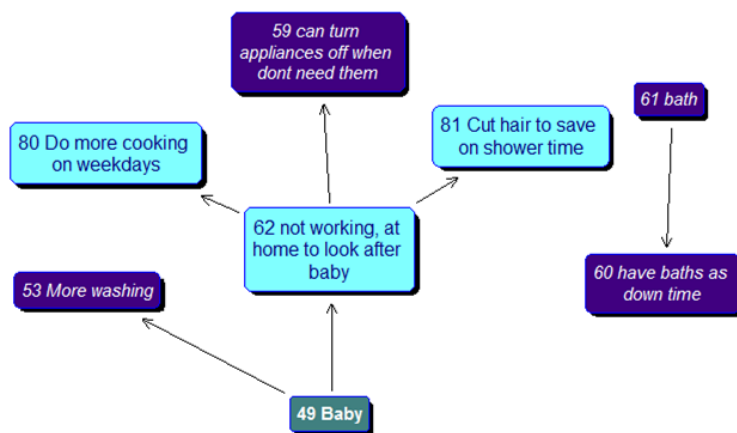 59 can turn
appliances off when
dont need them
61 bath
80 Do more cooking
on weekdays
81 Cut hair to save
on shower time
62 not working, at
home to look after
baby
53 More washing
60 have baths as
down time
49 Baby